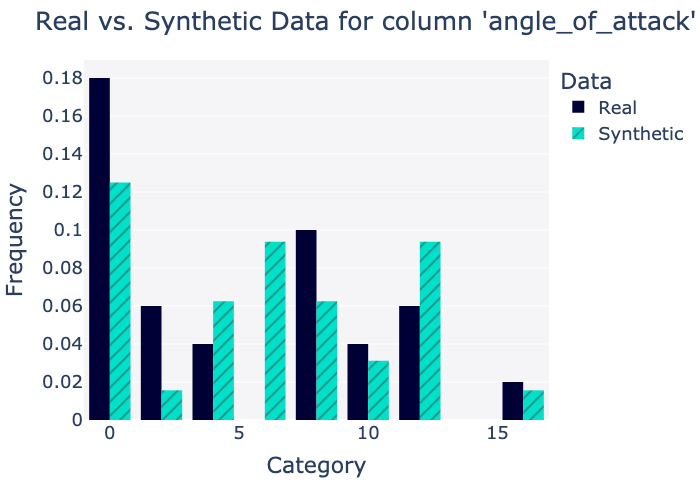 Real vs. Synthetic Data for column 'angle_of_attack'
Data
Real
Synthetic
Frequency
0.18
0.16
0.14
0.12
0.1
0.08
0.06
0.04
0.02
0
0 5 10 15
Category